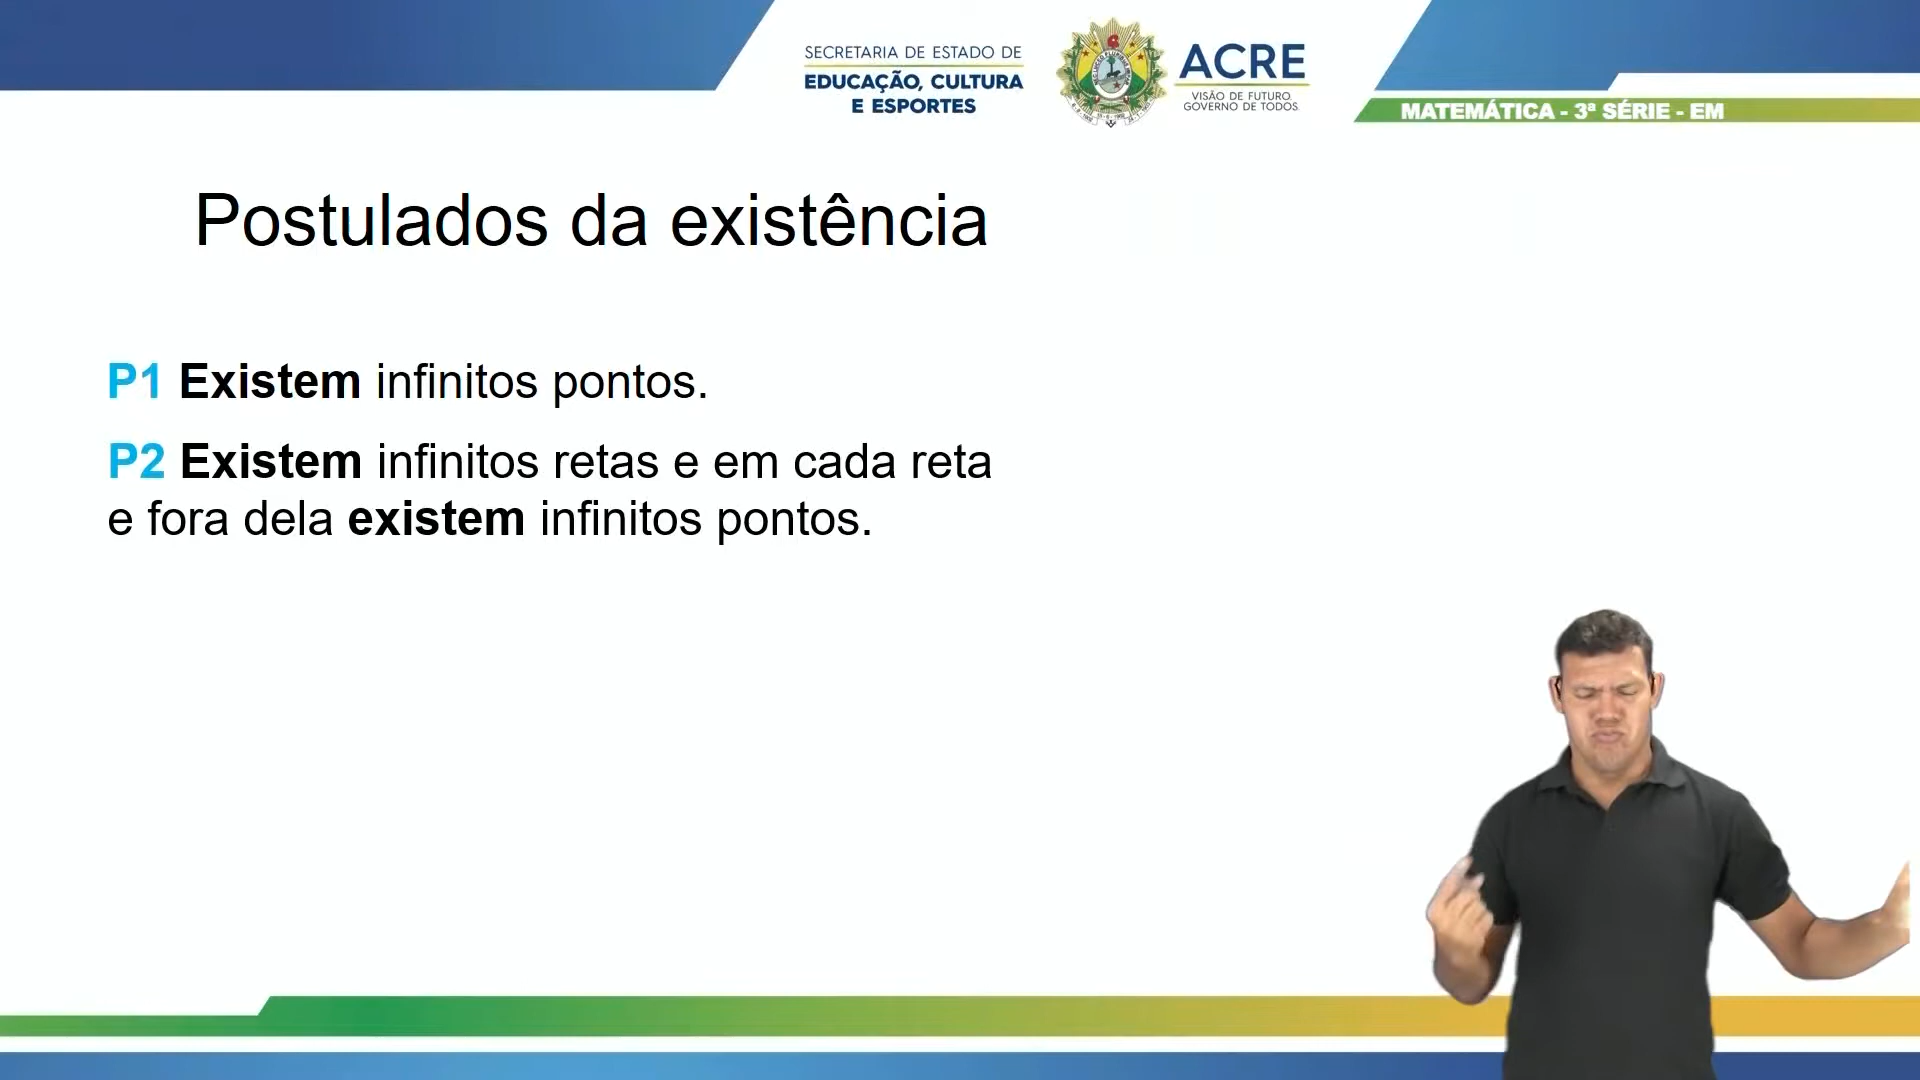 SECRETARIA DE ESTADO DE
EDUCAÇÃO, CULTURA
E ESPORTES
ACRE
VISÃO DE FUTURO.
GOVERNO DE TODOS.
MATEMÁTICA - 3ª SÉRIE - EM
Postulados da existência
P1 Existem infinitos pontos.
P2 Existem infinitos retas e em cada reta
e fora dela existem infinitos pontos.